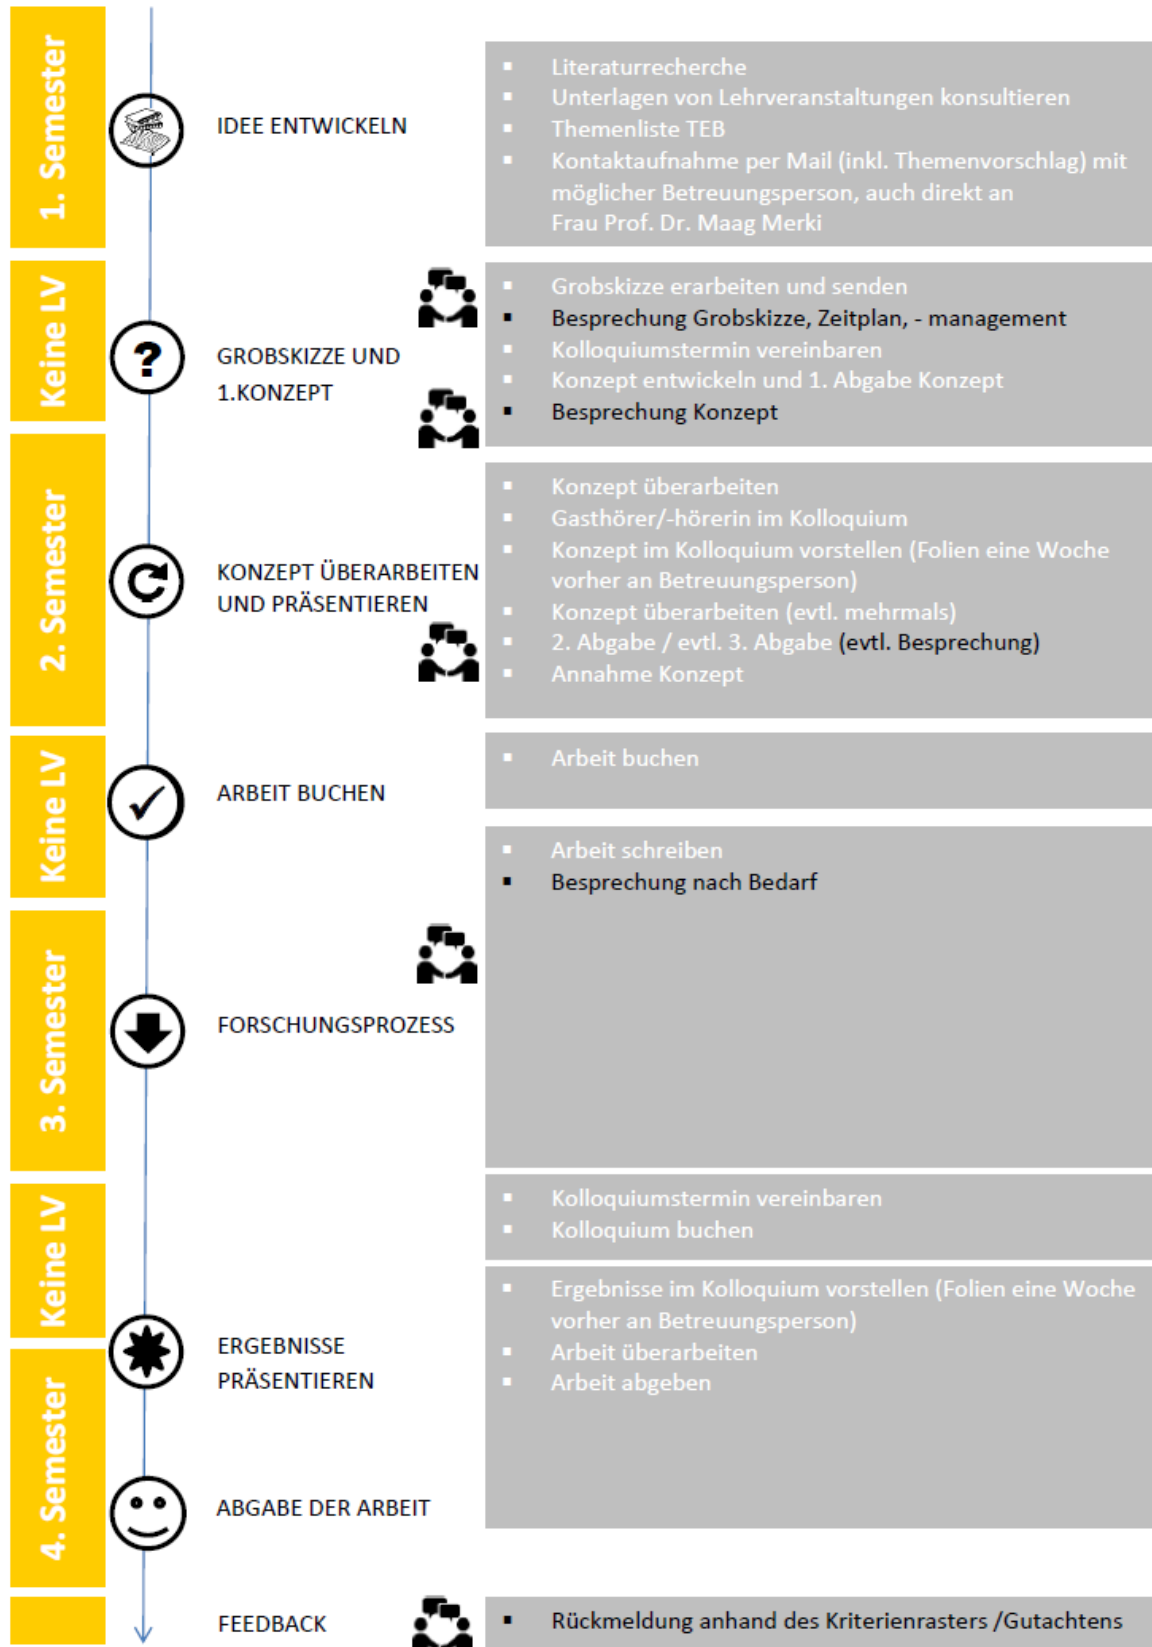 1. Semester
IDEE ENTWICKELN
▪ Literaturrecherche
▪ Unterlagen von Lehrveranstaltungen konsultieren
▪ Themenliste TEB
▪ Kontaktaufnahme per Mail (inkl. Themenvorschlag) mit
möglicher Betreuungsperson, auch direkt an
Frau Prof. Dr. Maag Merki
Keine LV
?
GROBSKIZZE UND
1.KONZEPT
▪ Grobskizze erarbeiten und senden
▪ Besprechung Grobskizze, Zeitplan, - management
▪ Kolloquiumstermin vereinbaren
▪ Konzept entwickeln und 1. Abgabe Konzept
▪ Besprechung Konzept
2. Semester
KONZEPT ÜBERARBEITEN
UND PRÄSENTIEREN
▪ Konzept überarbeiten
▪ Gasthörer/-hörerin im Kolloquium
▪ Konzept im Kolloquium vorstellen (Folien eine Woche
vorher an Betreuungsperson)
▪ Konzept überarbeiten (evtl. mehrmals)
▪ 2. Abgabe / evtl. 3. Abgabe (evtl. Besprechung)
▪ Annahme Konzept
Keine LV
ARBEIT BUCHEN
▪ Arbeit buchen
▪ Arbeit schreiben
▪ Besprechung nach Bedarf
3. Semester
FORSCHUNGSPROZESS
Keine LV
▪ Kolloquiumstermin vereinbaren
▪ Kolloquium buchen
ERGEBNISSE
PRÄSENTIEREN
▪ Ergebnisse im Kolloquium vorstellen (Folien eine Woche
vorher an Betreuungsperson)
▪ Arbeit überarbeiten
▪ Arbeit abgeben
4. Semester
ABGABE DER ARBEIT
FEEDBACK
▪ Rückmeldung anhand des Kriterienrasters /Gutachtens